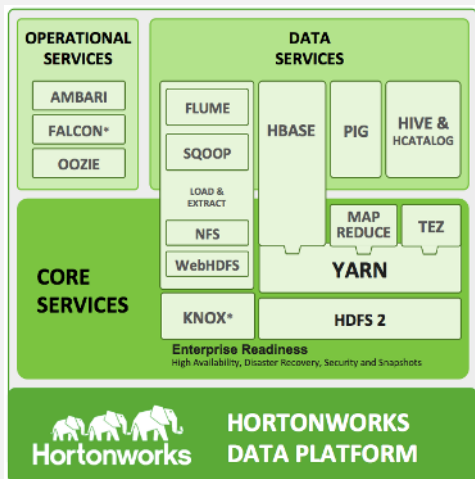 OPERATIONAL
SERVICES
AMBARI
FALCON*
OOZIE
DATA
SERVICES
FLUME
SQOOP
LOAD &
EXTRACT
NFS
WebHDFS
HBASE
PIG
HIVE &
HCATALOG
CORE
SERVICES
MAP
REDUCE
TEZ
YARN
KNOX*
HDFS 2
Enterprise Readiness
High Availability, Disaster Recovery, Security and Snapshots
Hortonworks
HORTONWORKS
DATA PLATFORM